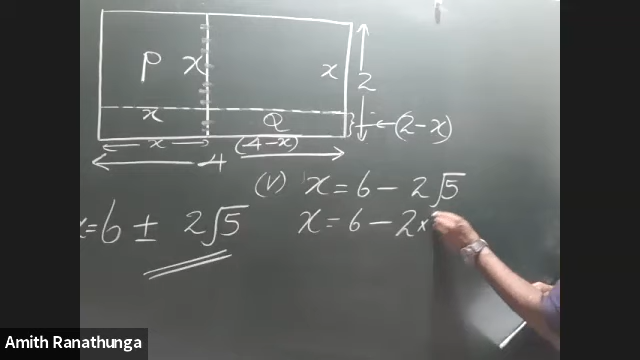 P x x 2
x Q (2-x)
x (4-x)
4
(v) x = 6 - 2√5
x = 6 ± 2√5
x = 6 - 2×
Amith Ranathunga